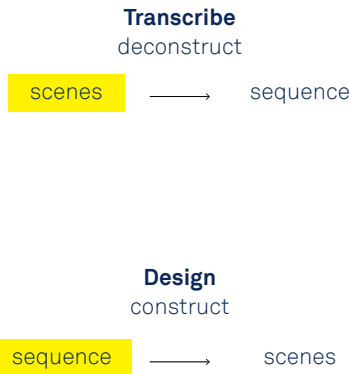 Transcribe
deconstruct
scenes → sequence
Design
construct
sequence → scenes